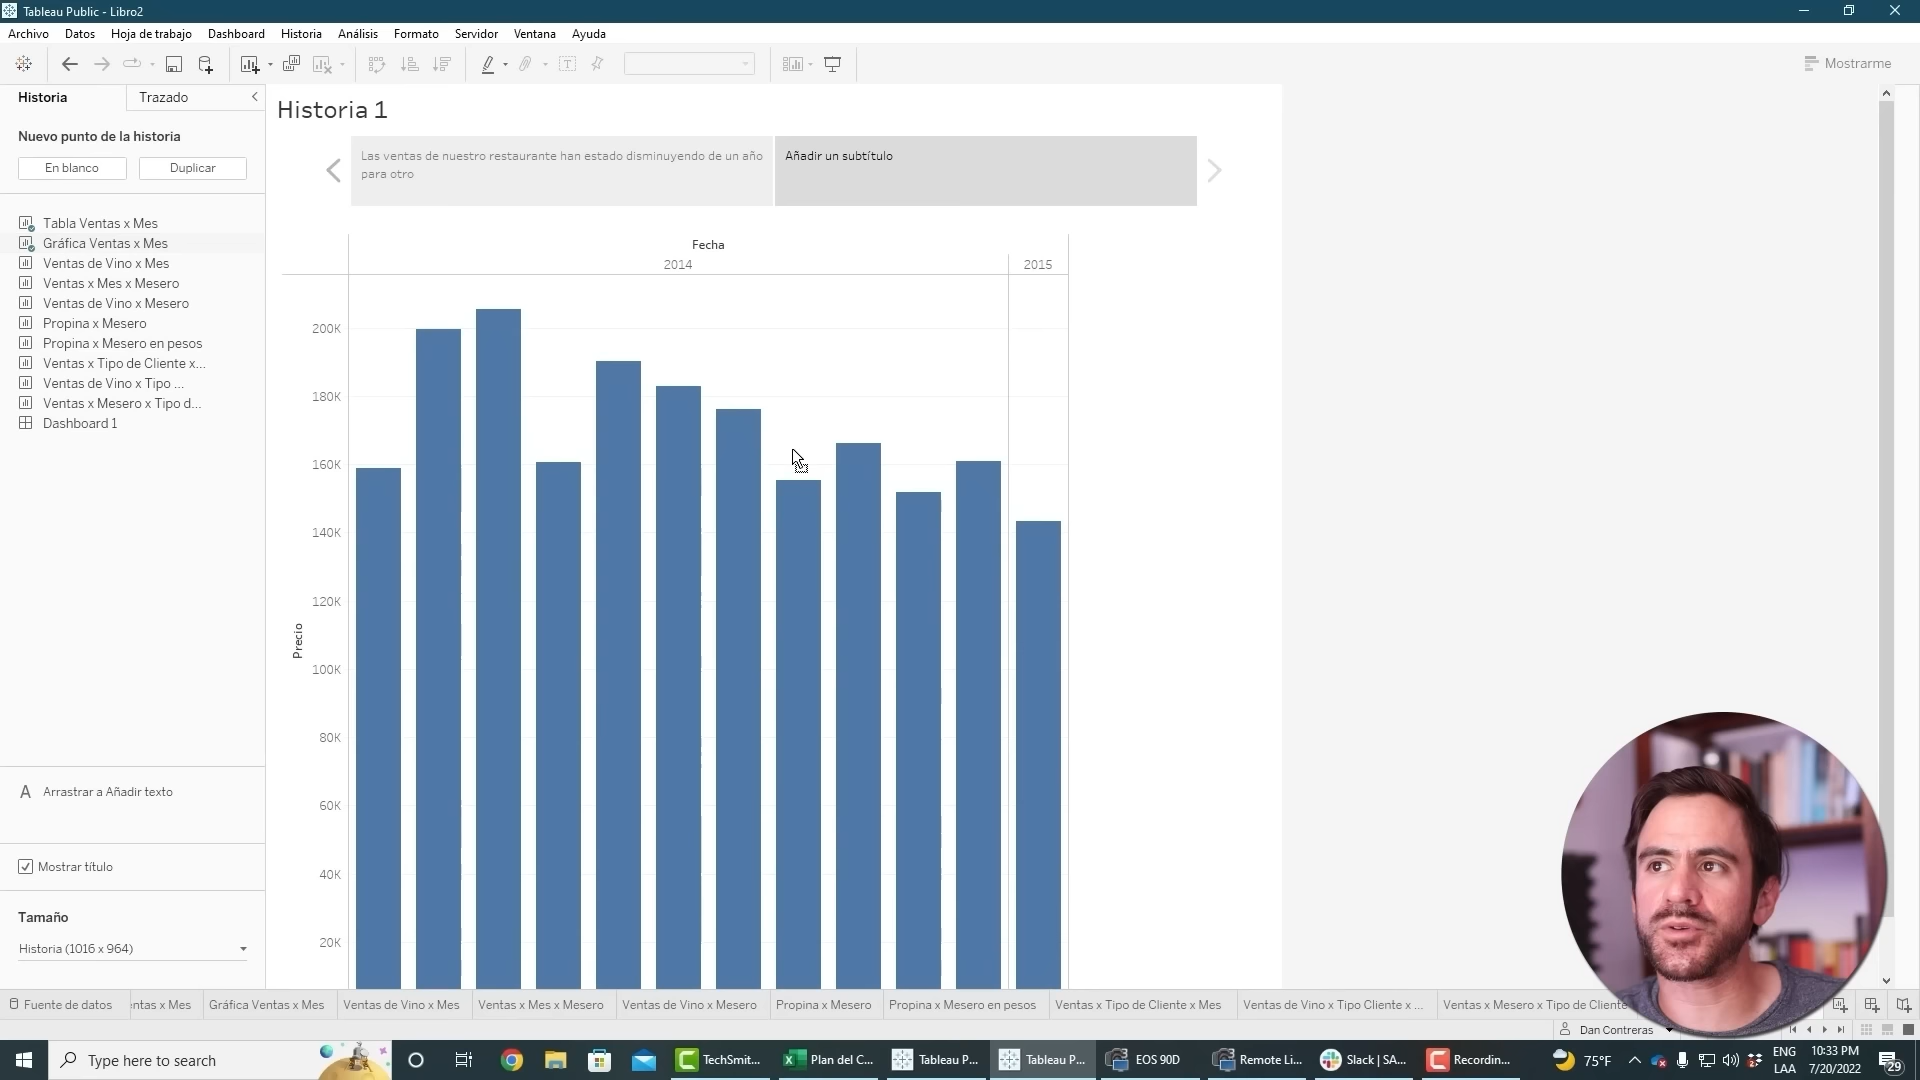 Tableau Public - Libro2
Archivo Datos Hoja de trabajo Dashboard Historia Análisis Formato Servidor Ventana Ayuda
Mostrarme
Historia Trazado
Nuevo punto de la historia
En blanco Duplicar
Tabla Ventas x Mes
Gráfica Ventas x Mes
Ventas de Vino x Mes
Ventas x Mes x Mesero
Ventas de Vino x Mesero
Propina x Mesero
Propina x Mesero en pesos
Ventas x Tipo de Cliente x...
Ventas de Vino x Tipo ...
Ventas x Mesero x Tipo d...
Dashboard 1
A Arrastrar a Añadir texto
Mostrar título
Tamaño
Historia (1016 x 964)
Historia 1
Las ventas de nuestro restaurante han estado disminuyendo de un año
para otro
Añadir un subtítulo
Fecha
2014 2015
200K
180K
160K
140K
120K
100K
80K
60K
40K
20K
Precio
Fuente de datos entas x Mes Gráfica Ventas x Mes Ventas de Vino x Mes Ventas x Mes x Mesero Ventas de Vino x Mesero Propina x Mesero Propina x Mesero en pesos Ventas x Tipo de Cliente x Mes Ventas de Vino x Tipo Cliente x ... Ventas x Mesero x Tipo de Cliente
Dan Contreras
Type here to search
TechSmit... Plan del C... Tableau P... Tableau P... EOS 90D Remote Li... Slack | SA... Recordin...
75°F
ENG
LAA
10:33 PM
7/20/2022
29